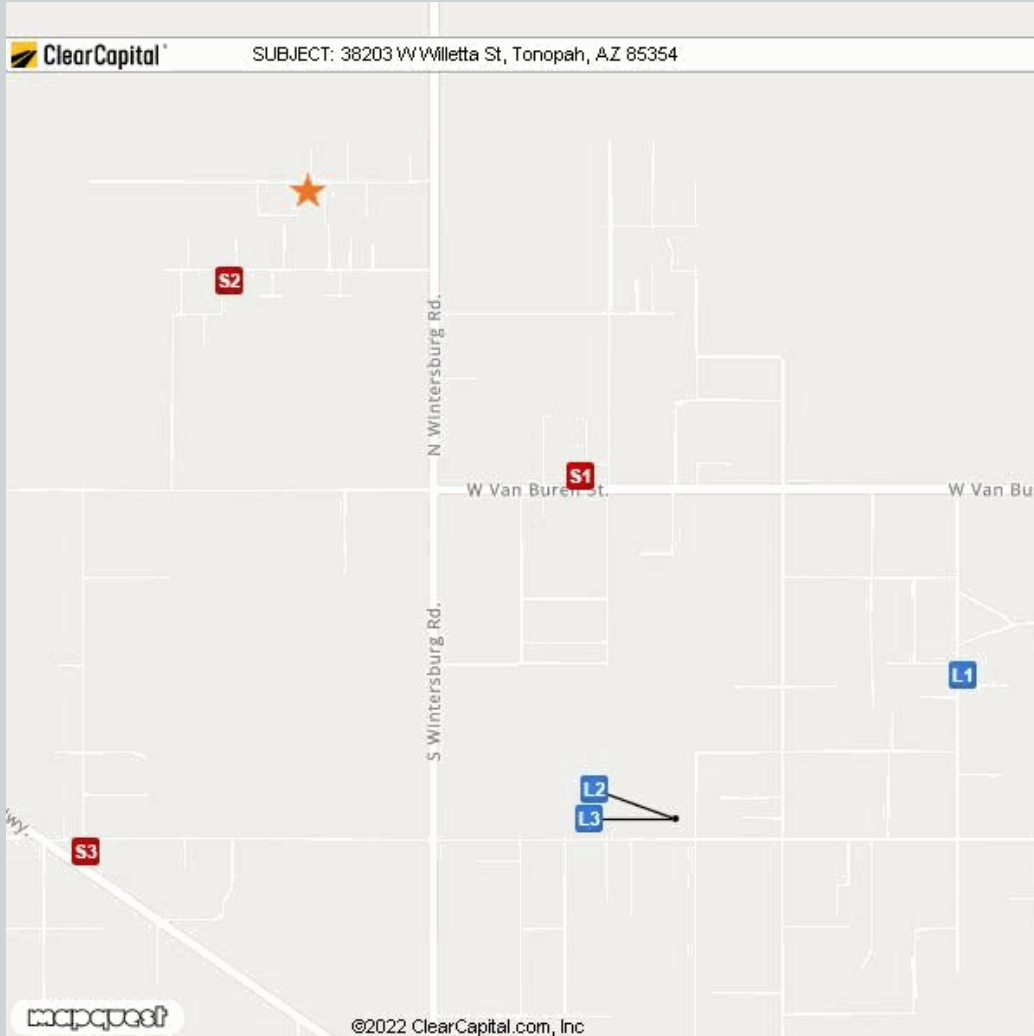 ClearCapital
SUBJECT: 38203 W Willetta St, Tonopah, AZ 85354
S2
N Wintersburg Rd.
S1
W Van Buren St.
W Van Bu
S Wintersburg Rd.
L1
L2
L3
wy.
S3
mapquest
©2022 ClearCapital.com, Inc